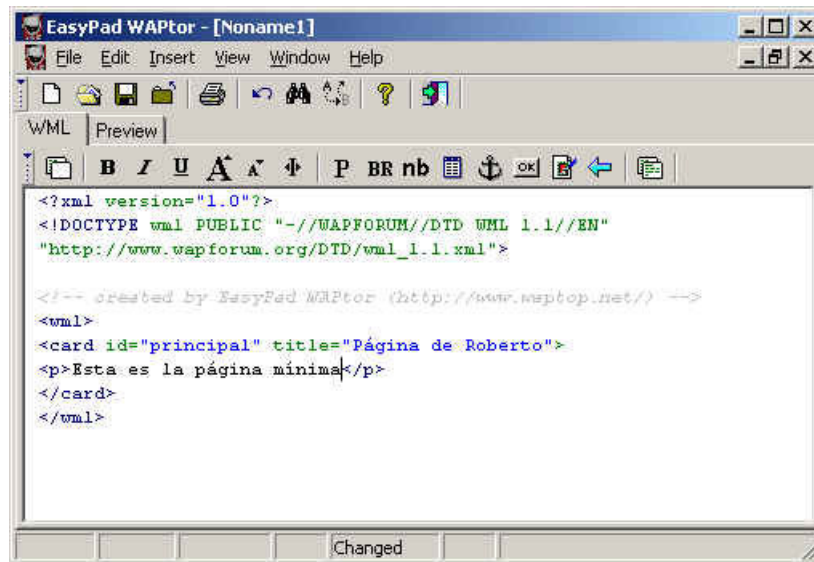 EasyPad WAPtor - [Noname1]
File Edit Insert View Window Help
WML Preview
B I U A A P BR nb OK
<?xml version="1.0"?>
<!DOCTYPE wml PUBLIC "-//WAPFORUM//DTD WML 1.1//EN"
"http://www.wapforum.org/DTD/wml_1.1.xml">
<!-- created by EasyPad WAPtor (http://www.waptop.net/) -->
<wml>
<card id="principal" title="Página de Roberto">
<p>Esta es la página mínima</p>
</card>
</wml>
Changed